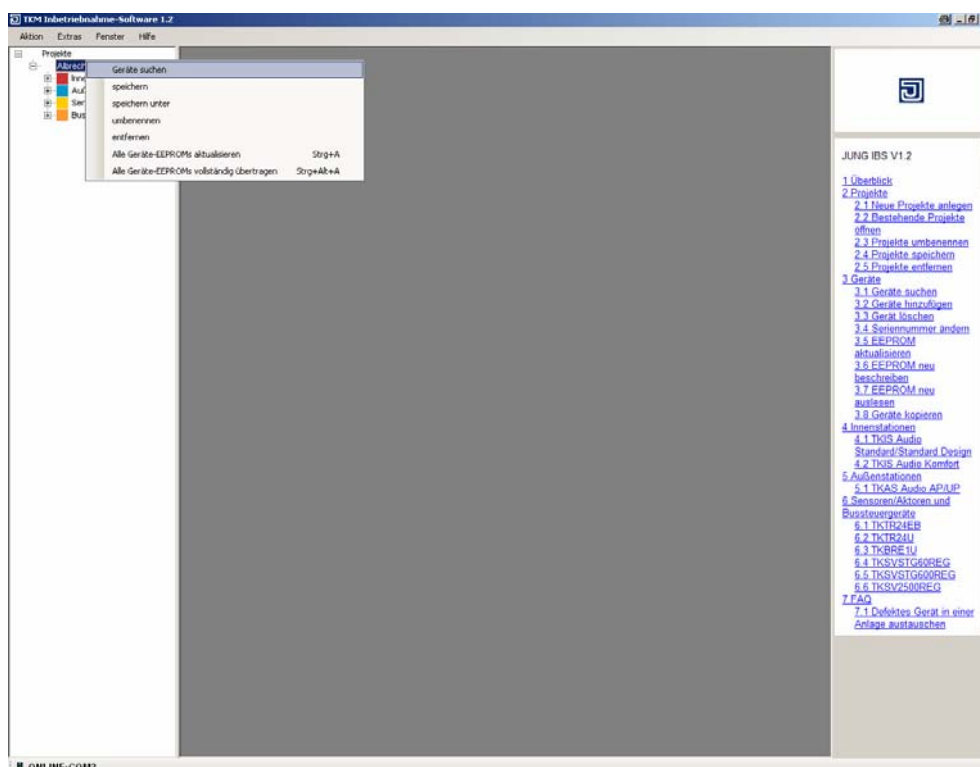 TKM Inbetriebnahme-Software 1.2
Aktion Extras Fenster Hilfe
Projekte
Geräte suchen
speichern
speichern unter
umbenennen
entfernen
Alle Geräte-EEPROMs aktualisieren Strg+A
Alle Geräte-EEPROMs vollständig übertragen Strg+Alt+A
JUNG IBS V1.2
1 Überblick
2 Projekte
2.1 Neue Projekte anlegen
2.2 Bestehende Projekte
öffnen
2.3 Projekte umbenennen
2.4 Projekte speichern
2.5 Projekte entfernen
3 Geräte
3.1 Geräte suchen
3.2 Geräte hinzufügen
3.3 Gerät löschen
3.4 Seriennummer ändern
3.5 EEPROM
aktualisieren
3.6 EEPROM neu
beschreiben
3.7 EEPROM neu
auslesen
3.8 Geräte kopieren
4 Innenstationen
4.1 TKIS Audio
Standard/Standard Design
4.2 TKIS Audio Komfort
5 Außenstationen
5.1 TKAS Audio AP/UP
6 Sensoren/Aktoren und
Bussteuergeräte
6.1 TKTR24EB
6.2 TKTR24U
6.3 TKBRE1U
6.4 TKSVSTG60REG
6.5 TKSVSTG600REG
6.6 TKSV2500REG
7 FAQ
7.1 Defektes Gerät in einer
Anlage austauschen